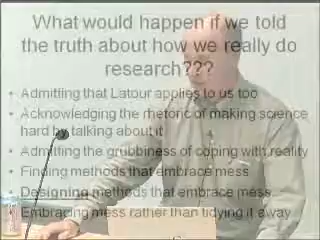 What would happen if we told
the truth about how we really do
research???
• Admitting that Latour applies to us too
• Acknowledging the rhetoric of making science
hard by talking about it
• Admitting the grubbiness of coping with reality
• Finding methods that embrace mess
• Designing methods that embrace mess
• Embracing mess rather than tidying it away